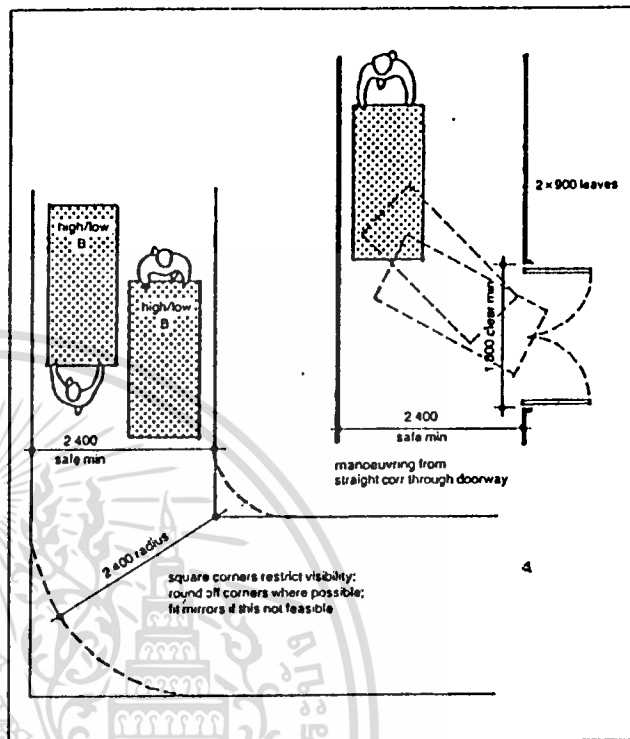 high/low
B
high/low
B
2 400
safe min
2 400 radius
square corners restrict visibility;
round off corners where possible;
fit mirrors if this not feasible
2 × 900 leaves
1,800 clear min
2 400
safe min
manoeuvring from
straight corr through doorway
4